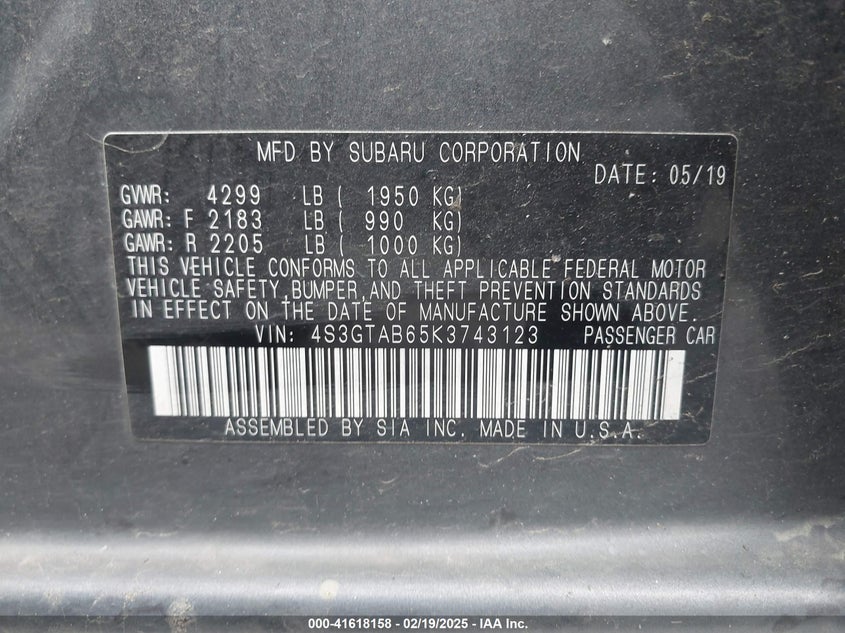 MFD BY SUBARU CORPORATION
DATE: 05/19
GVWR: 4299 LB ( 1950 KG)
GAWR: F 2183 LB ( 990 KG)
GAWR: R 2205 LB ( 1000 KG)
THIS VEHICLE CONFORMS TO ALL APPLICABLE FEDERAL MOTOR
VEHICLE SAFETY, BUMPER, AND THEFT PREVENTION STANDARDS
IN EFFECT ON THE DATE OF MANUFACTURE SHOWN ABOVE.
VIN: 4S3GTAB65K3743123 PASSENGER CAR
ASSEMBLED BY SIA INC. MADE IN U.S.A.
000-41618158 - 02/19/2025 - IAA Inc.